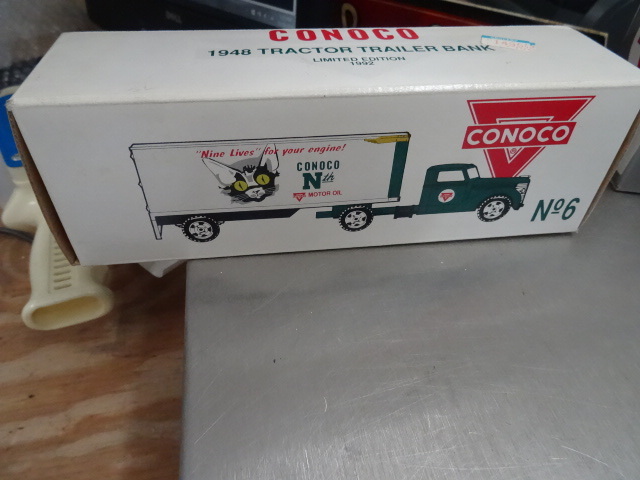 CONOCO
1948 TRACTOR TRAILER BANK
LIMITED EDITION
1992
"Nine Lives" for your engine!
CONOCO
Nth
MOTOR OIL
CONOCO
No6